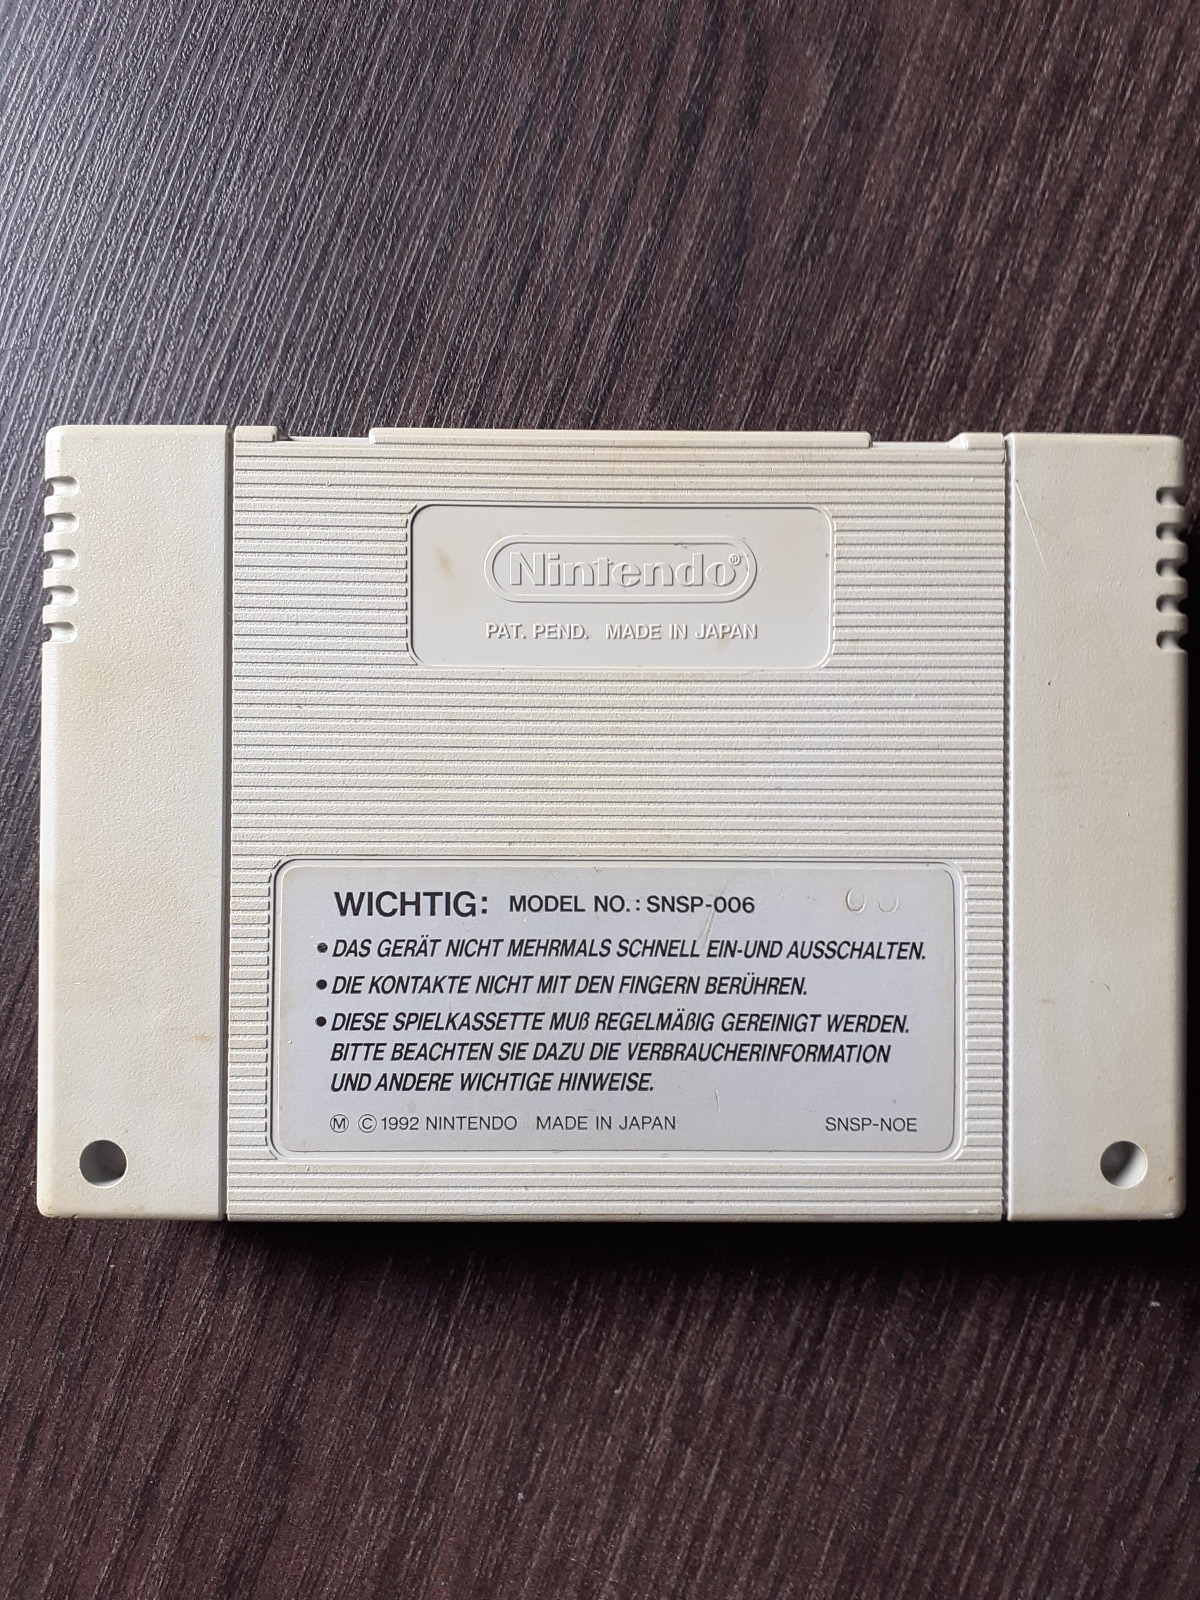 Nintendo®
PAT. PEND. MADE IN JAPAN
WICHTIG: MODEL NO.: SNSP-006
• DAS GERÄT NICHT MEHRMALS SCHNELL EIN-UND AUSSCHALTEN.
• DIE KONTAKTE NICHT MIT DEN FINGERN BERÜHREN.
• DIESE SPIELKASSETTE MUß REGELMÄßIG GEREINIGT WERDEN.
BITTE BEACHTEN SIE DAZU DIE VERBRAUCHERINFORMATION
UND ANDERE WICHTIGE HINWEISE.
Ⓜ © 1992 NINTENDO MADE IN JAPAN SNSP-NOE